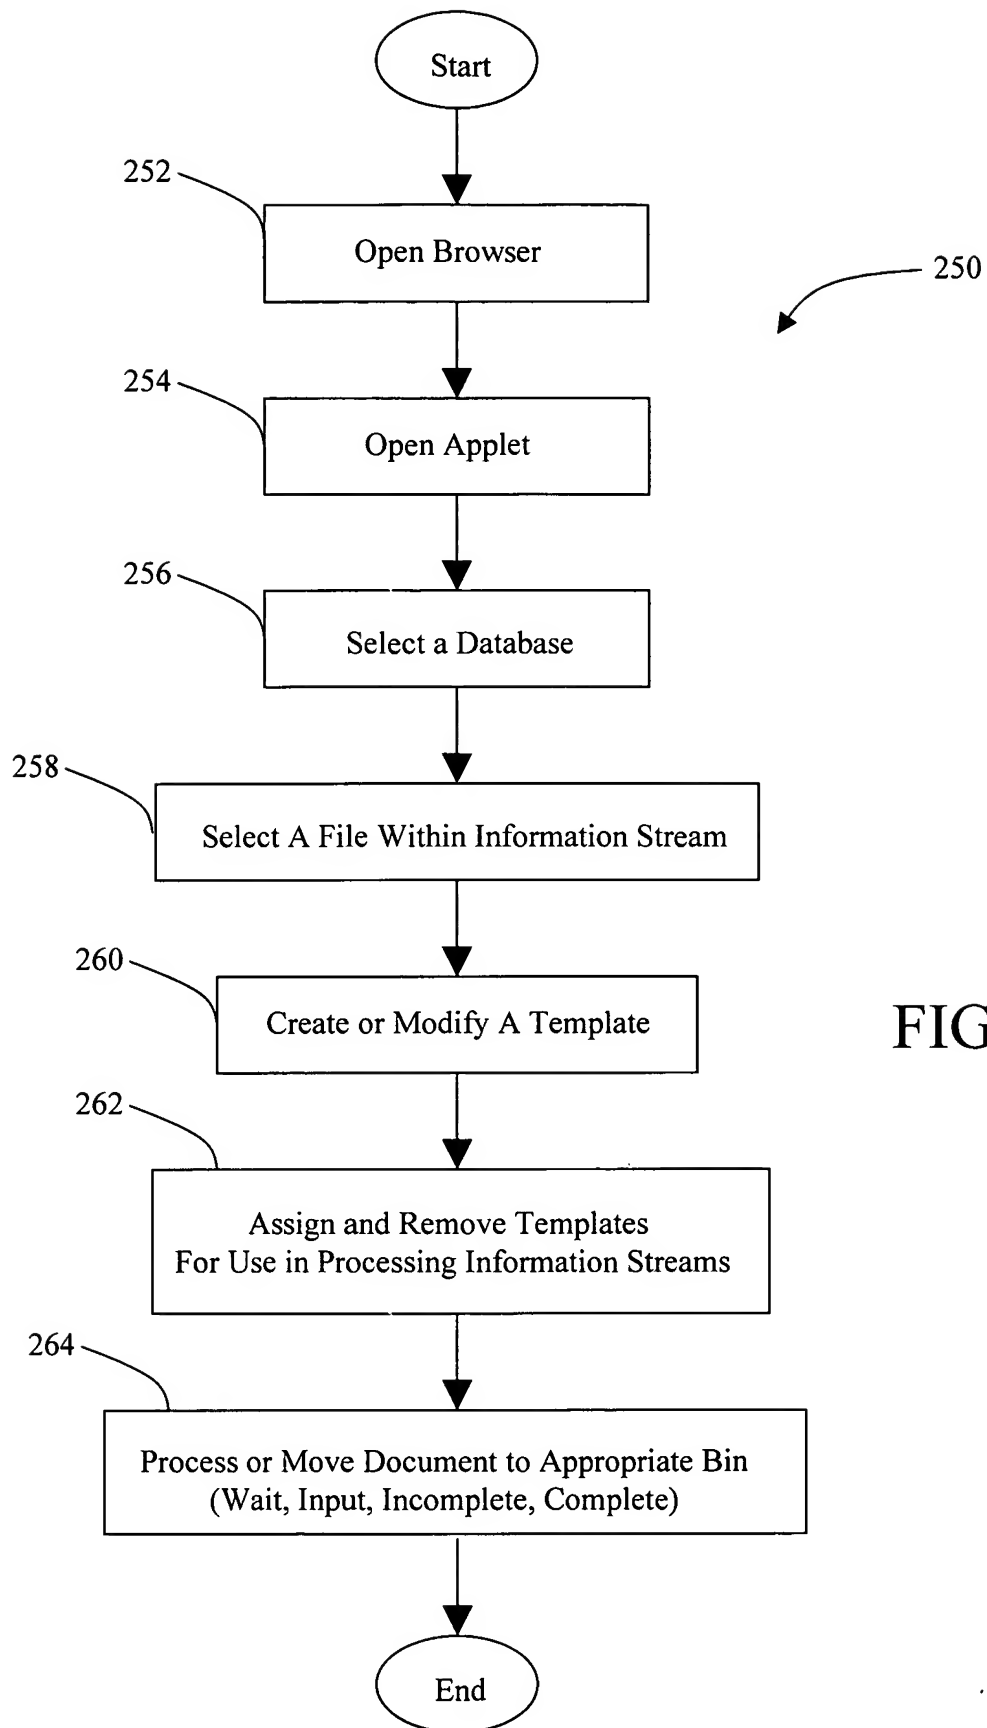 Start
252
Open Browser
250
254
Open Applet
256
Select a Database
258
Select A File Within Information Stream
260
Create or Modify A Template
FIG
262
Assign and Remove Templates
For Use in Processing Information Streams
264
Process or Move Document to Appropriate Bin
(Wait, Input, Incomplete, Complete)
End